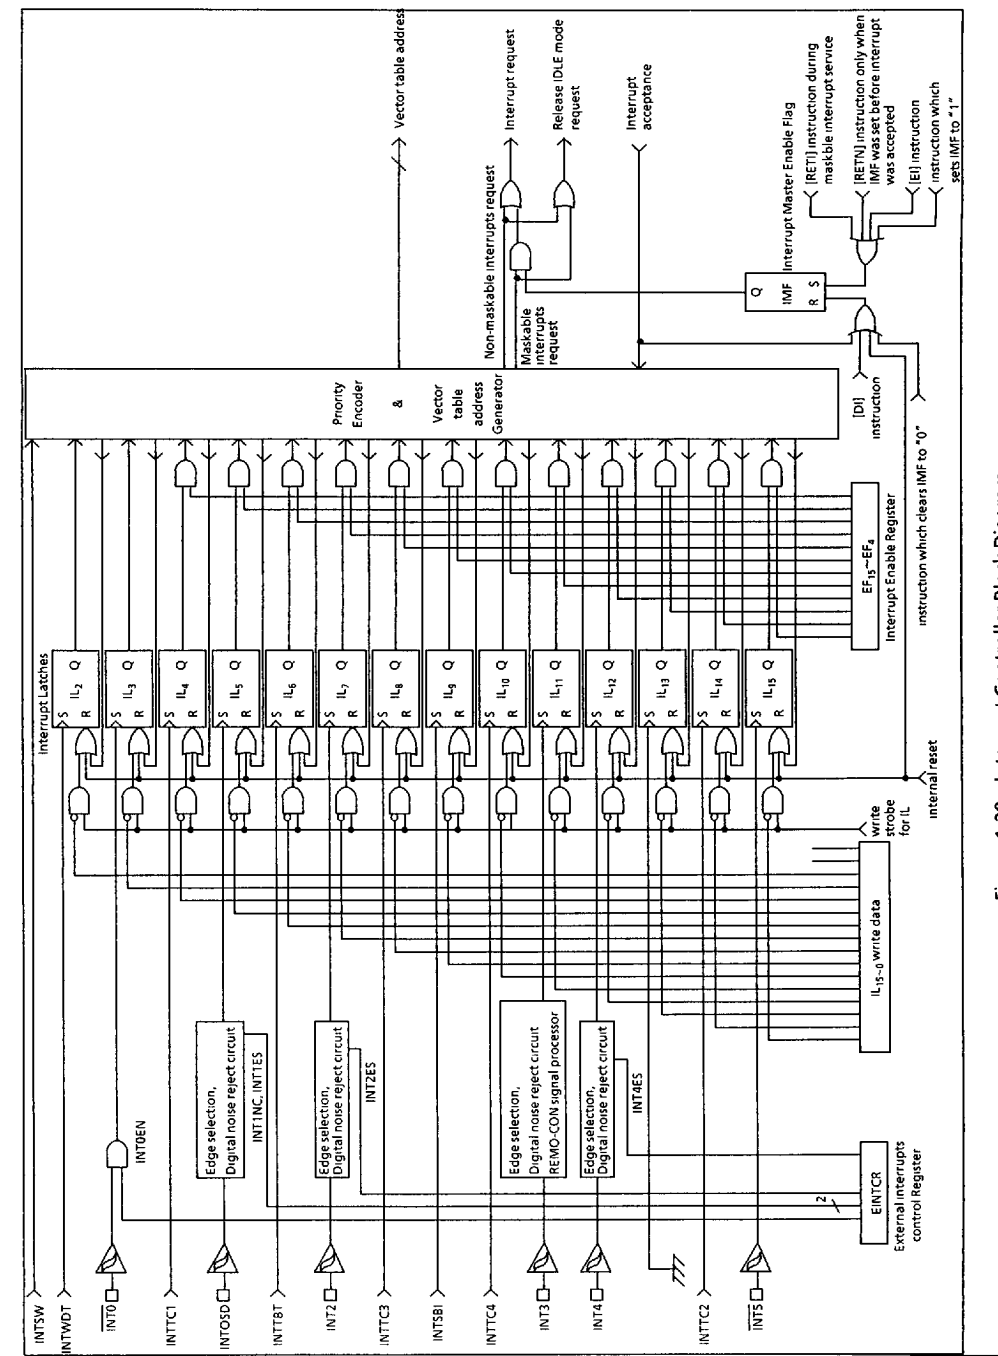 INTSW
INTWDT
INT0
INTTC1
INTOSD
INTTBT
INT2
INTTC3
INTSBI
INTTC4
INT3
INT4
INTTC2
INT5
INT0EN
Edge selection,
Digital noise reject circuit
INT1NC, INT1ES
Edge selection,
Digital noise reject circuit
INT2ES
Edge selection,
Digital noise reject circuit
REMO-CON signal processor
Edge selection,
Digital noise reject circuit
INT4ES
2
EINTCR
External interrupts
control Register
IL15~0 write data
write
strobe
for IL
internal reset
Interrupt Latches
S IL2 Q R
S IL3 Q R
S IL4 Q R
S IL5 Q R
S IL6 Q R
S IL7 Q R
S IL8 Q R
S IL9 Q R
S IL10 Q R
S IL11 Q R
S IL12 Q R
S IL13 Q R
S IL14 Q R
S IL15 Q R
EF15~EF4
Interrupt Enable Register
instruction which clears IMF to "0"
[DI]
instruction
Priority
Encoder
&
Vector
table
address
Generator
Non-maskable interrupts request
Maskable
interrupts
request
Vector table address
Interrupt request
Release IDLE mode
request
Interrupt
acceptance
Q
IMF
R S
Interrupt Master Enable Flag
[RETI] instruction during
maskble interrupt service
[RETN] instruction only when
IMF was set before interrupt
was accepted
[EI] instruction
instruction which
sets IMF to "1"